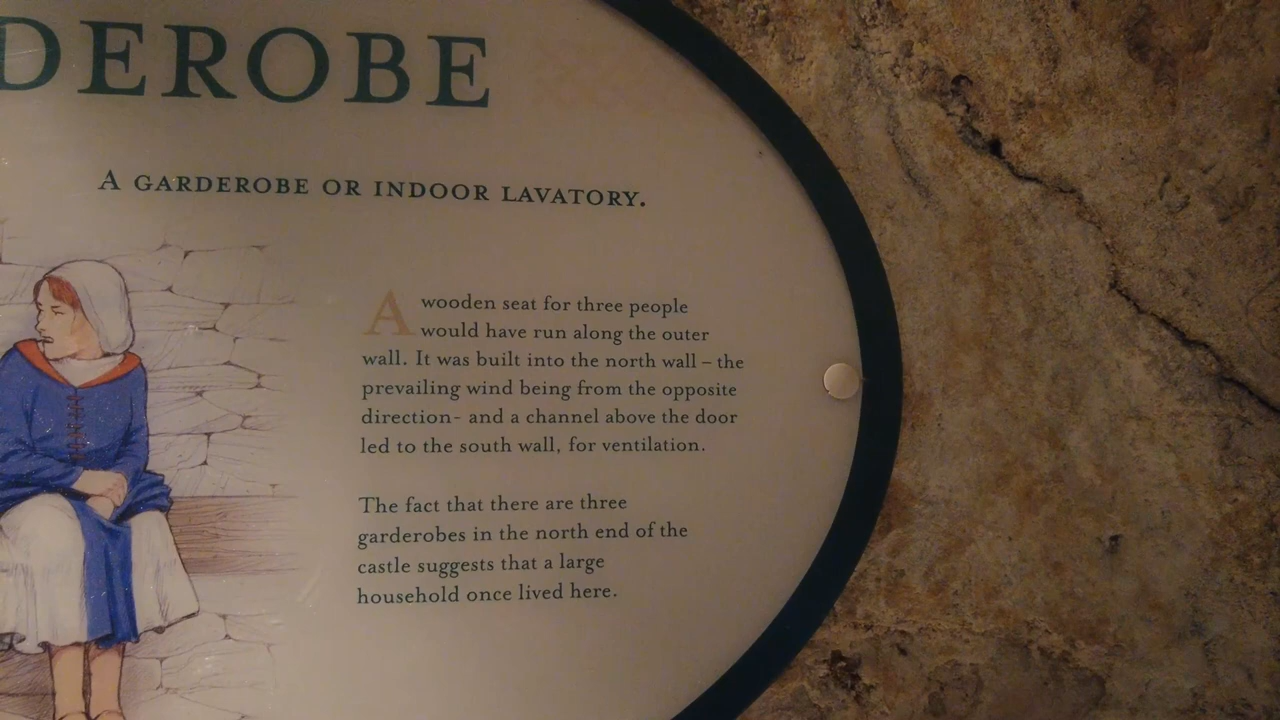 DEROBE
A GARDEROBE OR INDOOR LAVATORY.
A wooden seat for three people
would have run along the outer
wall. It was built into the north wall – the
prevailing wind being from the opposite
direction- and a channel above the door
led to the south wall, for ventilation.
The fact that there are three
garderobes in the north end of the
castle suggests that a large
household once lived here.